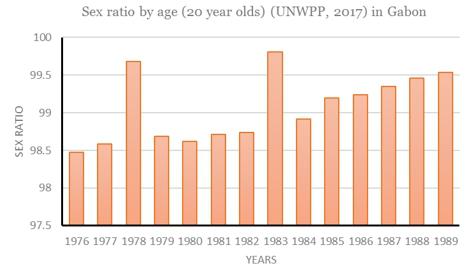 Sex ratio by age (20 year olds) (UNWPP, 2017) in Gabon
100
99.5
99
98.5
98
97.5
SEX RATIO
1976 1977 1978 1979 1980 1981 1982 1983 1984 1985 1986 1987 1988 1989
YEARS